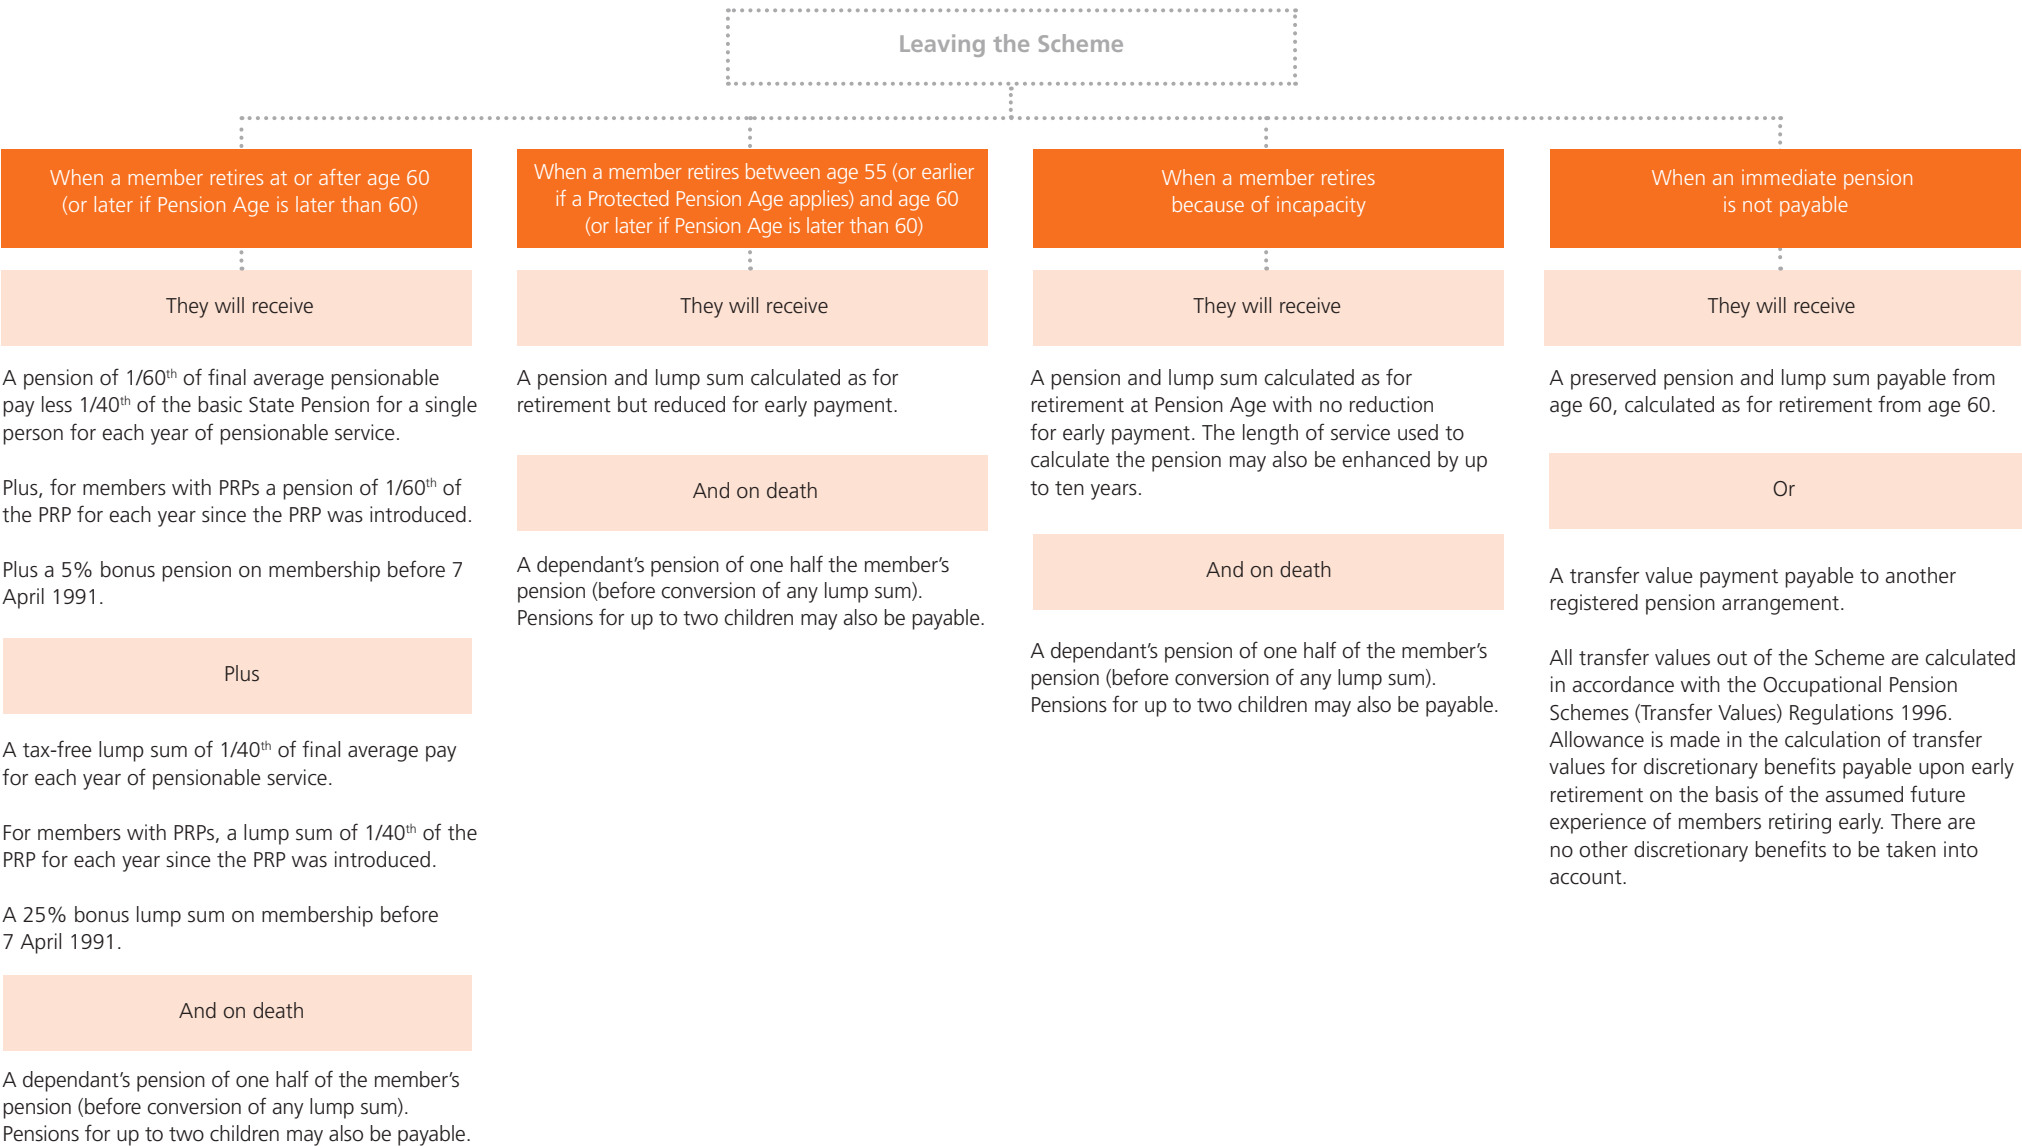 Leaving the Scheme
When a member retires at or after age 60
(or later if Pension Age is later than 60)
They will receive
A pension of 1/60th of final average pensionable
pay less 1/40th of the basic State Pension for a single
person for each year of pensionable service.
Plus, for members with PRPs a pension of 1/60th of
the PRP for each year since the PRP was introduced.
Plus a 5% bonus pension on membership before 7
April 1991.
Plus
A tax-free lump sum of 1/40th of final average pay
for each year of pensionable service.
For members with PRPs, a lump sum of 1/40th of the
PRP for each year since the PRP was introduced.
A 25% bonus lump sum on membership before
7 April 1991.
And on death
A dependant’s pension of one half of the member’s
pension (before conversion of any lump sum).
Pensions for up to two children may also be payable.
When a member retires between age 55 (or earlier
if a Protected Pension Age applies) and age 60
(or later if Pension Age is later than 60)
They will receive
A pension and lump sum calculated as for
retirement but reduced for early payment.
And on death
A dependant’s pension of one half the member’s
pension (before conversion of any lump sum).
Pensions for up to two children may also be payable.
When a member retires
because of incapacity
They will receive
A pension and lump sum calculated as for
retirement at Pension Age with no reduction
for early payment. The length of service used to
calculate the pension may also be enhanced by up
to ten years.
And on death
A dependant’s pension of one half of the member’s
pension (before conversion of any lump sum).
Pensions for up to two children may also be payable.
When an immediate pension
is not payable
They will receive
A preserved pension and lump sum payable from
age 60, calculated as for retirement from age 60.
Or
A transfer value payment payable to another
registered pension arrangement.
All transfer values out of the Scheme are calculated
in accordance with the Occupational Pension
Schemes (Transfer Values) Regulations 1996.
Allowance is made in the calculation of transfer
values for discretionary benefits payable upon early
retirement on the basis of the assumed future
experience of members retiring early. There are
no other discretionary benefits to be taken into
account.